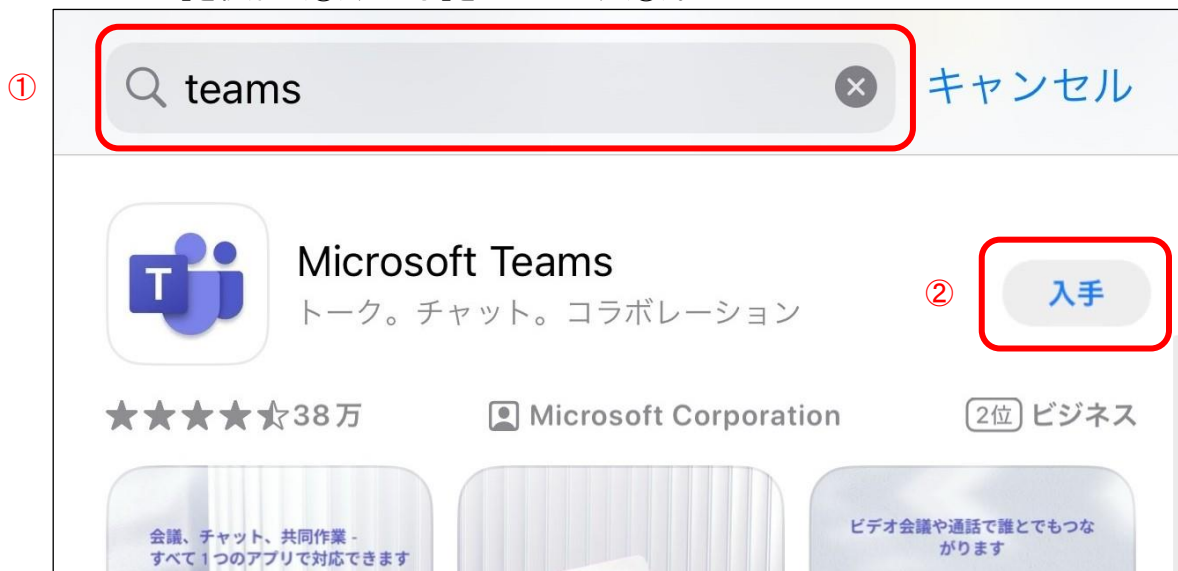 ①
teams
キャンセル
T
Microsoft Teams
トーク。チャット。コラボレーション
②
入手
38万
Microsoft Corporation
2位 ビジネス
会議、チャット、共同作業 -
すべて1つのアプリで対応できます
ビデオ会議や通話で誰とでもつな
がります